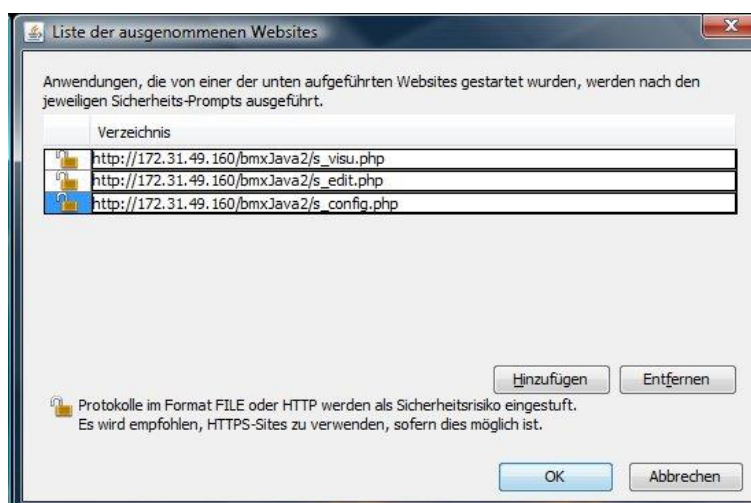 Liste der ausgenommenen Websites
Anwendungen, die von einer der unten aufgeführten Websites gestartet wurden, werden nach den
jeweiligen Sicherheits-Prompts ausgeführt.
Verzeichnis
http://172.31.49.160/bmxJava2/s_visu.php
http://172.31.49.160/bmxJava2/s_edit.php
http://172.31.49.160/bmxJava2/s_config.php
Hinzufügen Entfernen
Protokolle im Format FILE oder HTTP werden als Sicherheitsrisiko eingestuft.
Es wird empfohlen, HTTPS-Sites zu verwenden, sofern dies möglich ist.
OK Abbrechen